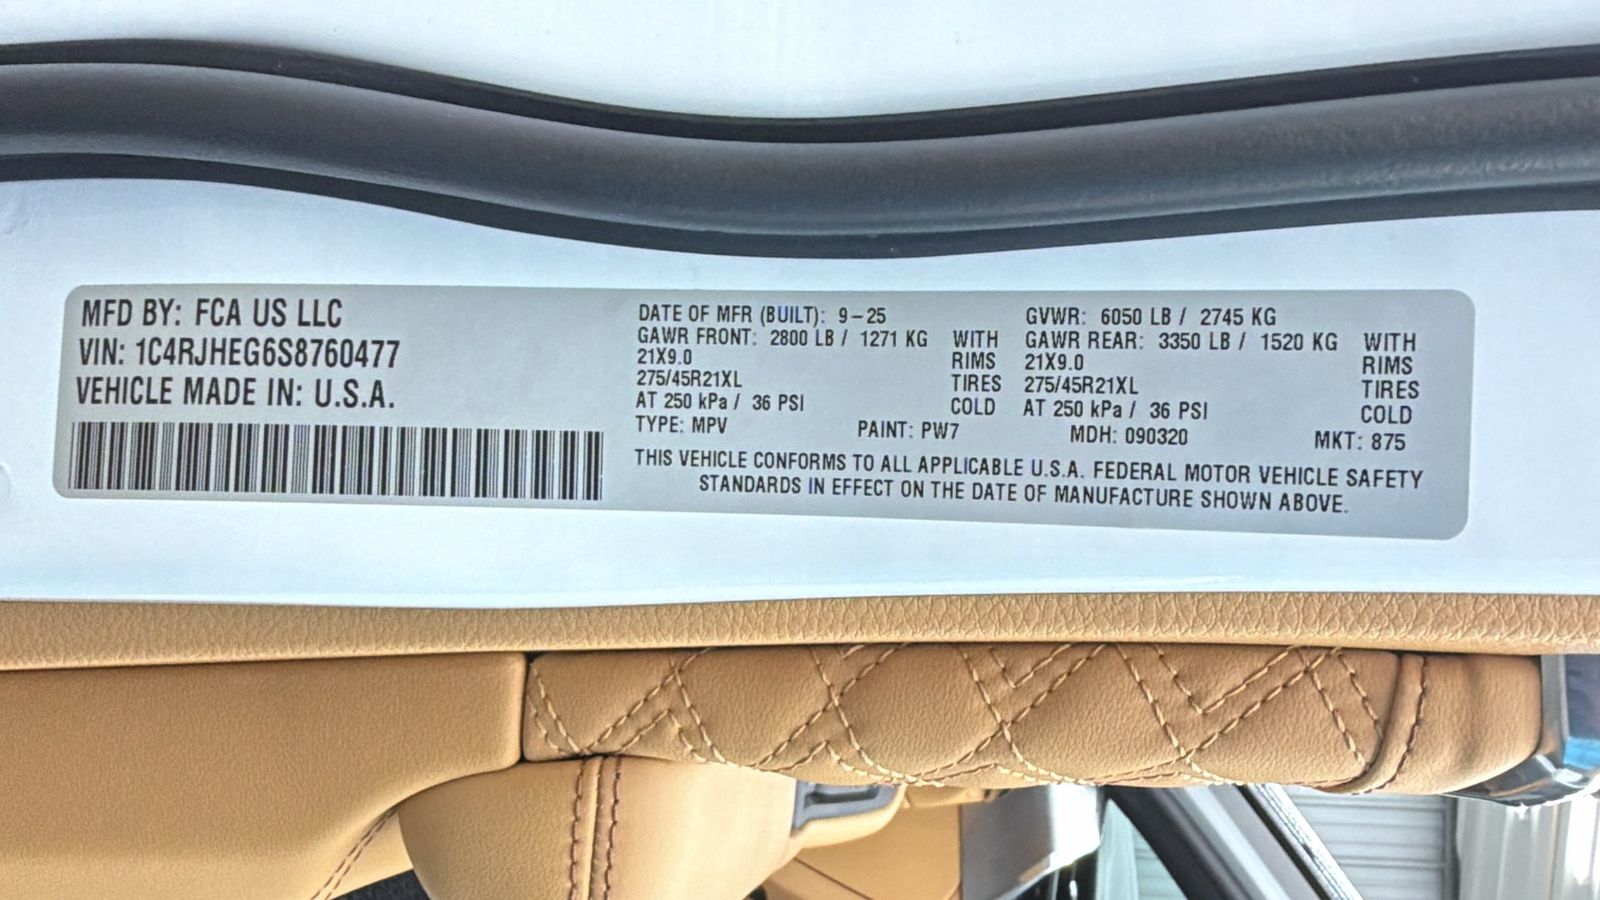 MFD BY: FCA US LLC
VIN: 1C4RJHEG6S8760477
VEHICLE MADE IN: U.S.A.
DATE OF MFR (BUILT): 9-25
GAWR FRONT: 2800 LB / 1271 KG WITH
21X9.0 RIMS
275/45R21XL TIRES
AT 250 kPa / 36 PSI COLD
GVWR: 6050 LB / 2745 KG
GAWR REAR: 3350 LB / 1520 KG WITH
21X9.0 RIMS
275/45R21XL TIRES
AT 250 kPa / 36 PSI COLD
TYPE: MPV PAINT: PW7 MDH: 090320 MKT: 875
THIS VEHICLE CONFORMS TO ALL APPLICABLE U.S.A. FEDERAL MOTOR VEHICLE SAFETY
STANDARDS IN EFFECT ON THE DATE OF MANUFACTURE SHOWN ABOVE.